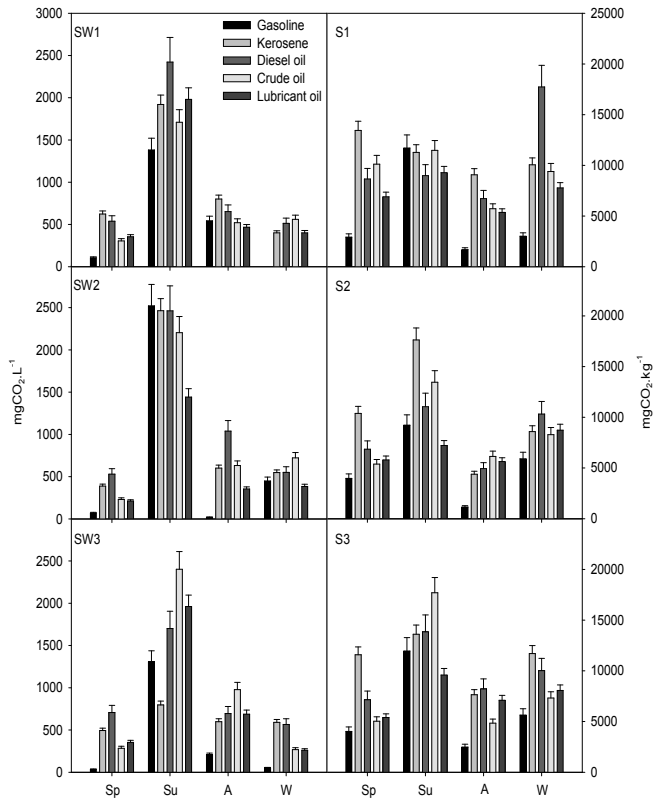 SW1
S1
Gasoline
Kerosene
Diesel oil
Crude oil
Lubricant oil
3000
2500
2000
1500
1000
500
0
25000
20000
15000
10000
5000
0
SW2
S2
2500
2000
1500
1000
500
0
20000
15000
10000
5000
0
mgCO₂.L⁻¹
mgCO₂.kg⁻¹
SW3
S3
2500
2000
1500
1000
500
0
20000
15000
10000
5000
0
Sp Su A W
Sp Su A W